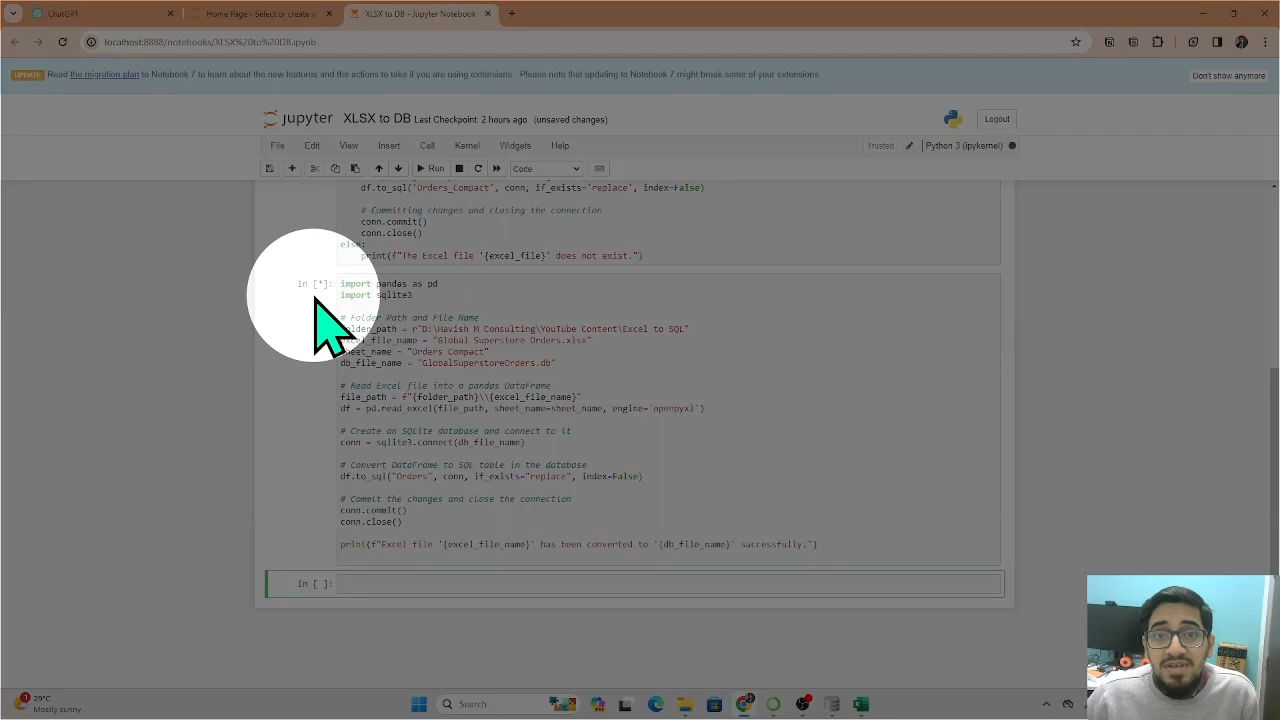 ChatGPT
Home Page - Select or create a
XLSX to DB - Jupyter Notebook
localhost:8888/notebooks/XLSX%20to%20DB.ipynb
UPDATE Read the migration plan to Notebook 7 to learn about the new features and the actions to take if you are using extensions - Please note that updating to Notebook 7 might break some of your extensions.
Don't show anymore
jupyter XLSX to DB Last Checkpoint: 2 hours ago (unsaved changes)
Logout
File Edit View Insert Cell Kernel Widgets Help
Trusted Python 3 (ipykernel)
Run Code
df.to_sql('Orders_Compact', conn, if_exists='replace', index=False)
# Committing changes and closing the connection
conn.commit()
conn.close()
else:
print(f"The Excel file '{excel_file}' does not exist.")
In [*]: import pandas as pd
import sqlite3
# Folder Path and File Name
folder_path = r"D:\Havish M Consulting\YouTube Content\Excel to SQL"
excel_file_name = "Global Superstore Orders.xlsx"
sheet_name = "Orders Compact"
db_file_name = "GlobalSuperstoreOrders.db"
# Read Excel file into a pandas DataFrame
file_path = f"{folder_path}\\{excel_file_name}"
df = pd.read_excel(file_path, sheet_name=sheet_name, engine='openpyxl')
# Create an SQLite database and connect to it
conn = sqlite3.connect(db_file_name)
# Convert DataFrame to SQL table in the database
df.to_sql("Orders", conn, if_exists="replace", index=False)
# Commit the changes and close the connection
conn.commit()
conn.close()
print(f"Excel file '{excel_file_name}' has been converted to '{db_file_name}' successfully.")
In [ ]:
1
29°C
Mostly sunny
Search